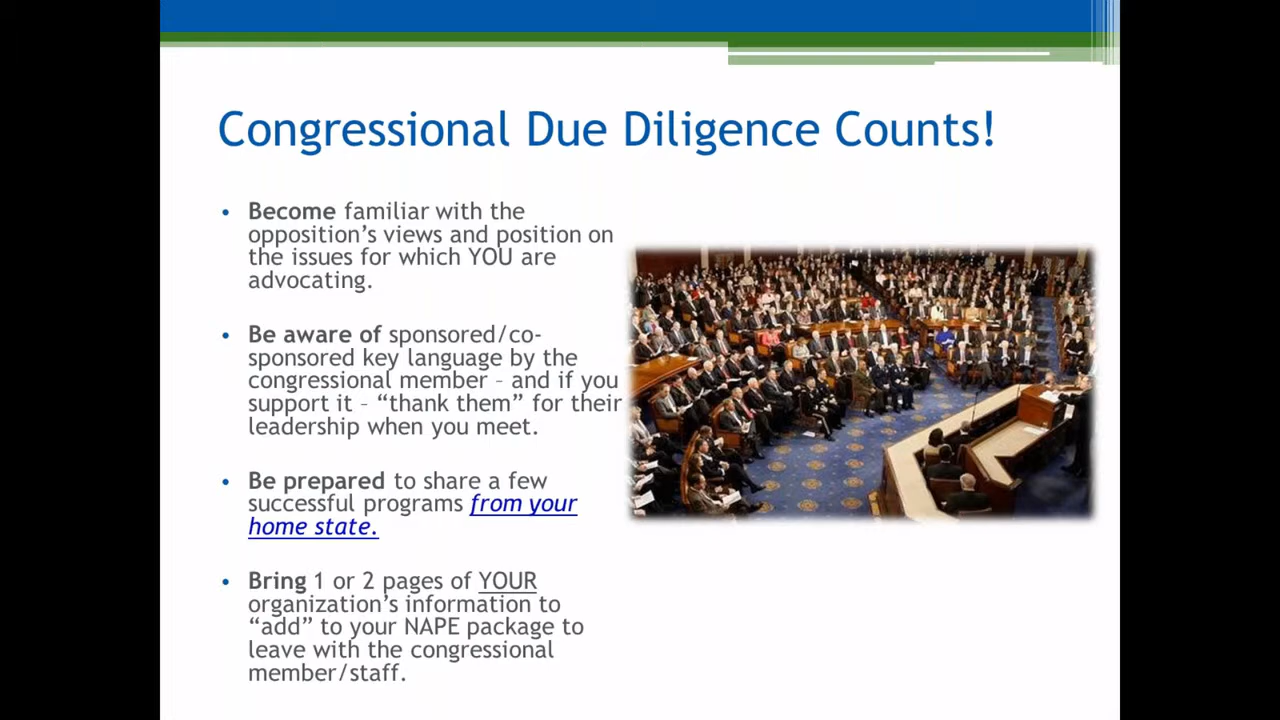 Congressional Due Diligence Counts!
• Become familiar with the
opposition’s views and position on
the issues for which YOU are
advocating.
• Be aware of sponsored/co-
sponsored key language by the
congressional member – and if you
support it – “thank them” for their
leadership when you meet.
• Be prepared to share a few
successful programs from your
home state.
• Bring 1 or 2 pages of YOUR
organization’s information to
“add” to your NAPE package to
leave with the congressional
member/staff.